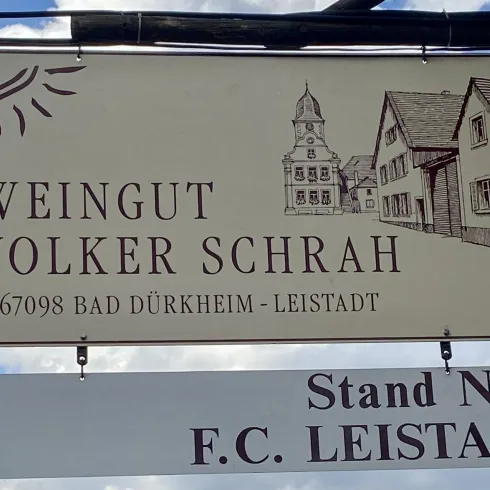 WEINGUT
VOLKER SCHRAH
67098 BAD DÜRKHEIM - LEISTADT
Stand N
F.C. LEISTA